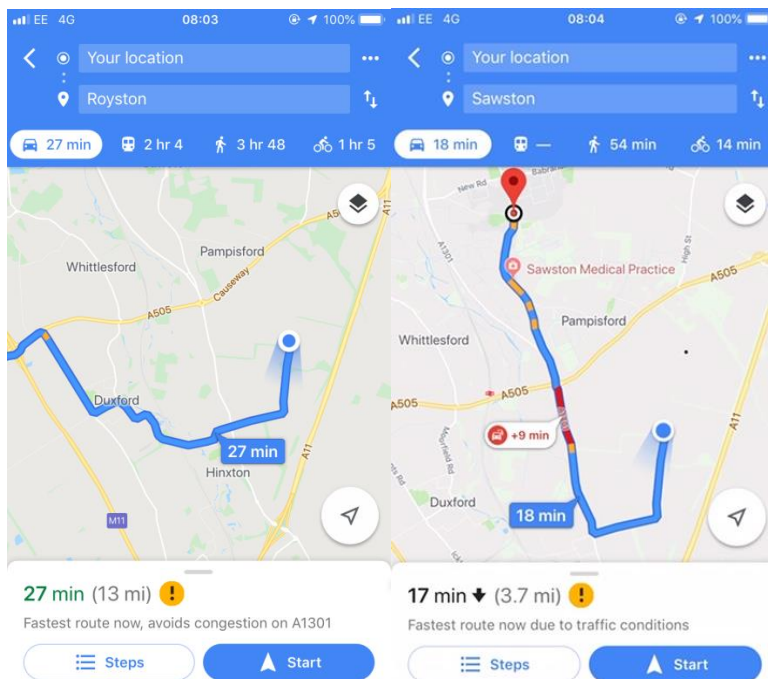 EE 4G 08:03 100%
Your location
Royston
27 min 2 hr 4 3 hr 48 1 hr 5
A11
Pampisford
Whittlesford
Causeway
A505
Duxford
27 min
A11
Hinxton
M11
27 min (13 mi) !
Fastest route now, avoids congestion on A1301
Steps Start
EE 4G 08:04 100%
Your location
Sawston
18 min — 54 min 14 min
New Rd
A1301
High St
Sawston Medical Practice
A505
Pampisford
Whittlesford
A505
A505
A11
+9 min
Duxford
18 min
17 min (3.7 mi) !
Fastest route now due to traffic conditions
Steps Start